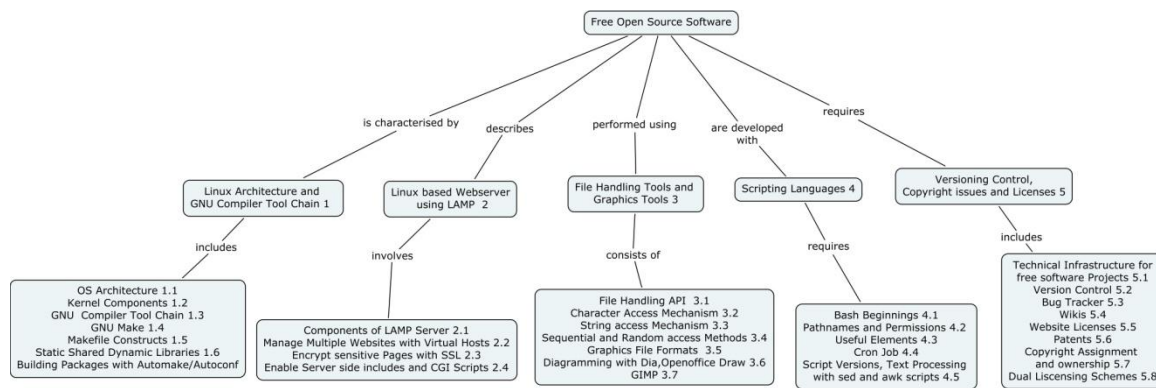 Free Open Source Software
is characterised by
describes
performed using
are developed
with
requires
Linux Architecture and
GNU Compiler Tool Chain 1
Linux based Webserver
using LAMP 2
File Handling Tools and
Graphics Tools 3
Scripting Languages 4
Versioning Control,
Copyright issues and Licenses 5
includes
involves
consists of
requires
includes
OS Architecture 1.1
Kernel Components 1.2
GNU Compiler Tool Chain 1.3
GNU Make 1.4
Makefile Constructs 1.5
Static Shared Dynamic Libraries 1.6
Building Packages with Automake/Autoconf
Components of LAMP Server 2.1
Manage Multiple Websites with Virtual Hosts 2.2
Encrypt sensitive Pages with SSL 2.3
Enable Server side includes and CGI Scripts 2.4
File Handling API 3.1
Character Access Mechanism 3.2
String access Mechanism 3.3
Sequential and Random access Methods 3.4
Graphics File Formats 3.5
Diagramming with Dia,Openoffice Draw 3.6
GIMP 3.7
Bash Beginnings 4.1
Pathnames and Permissions 4.2
Useful Elements 4.3
Cron Job 4.4
Script Versions, Text Processing
with sed and awk scripts 4.5
Technical Infrastructure for
free software Projects 5.1
Version Control 5.2
Bug Tracker 5.3
Wikis 5.4
Website Licenses 5.5
Patents 5.6
Copyright Assignment
and ownership 5.7
Dual Liscensing Schemes 5.8